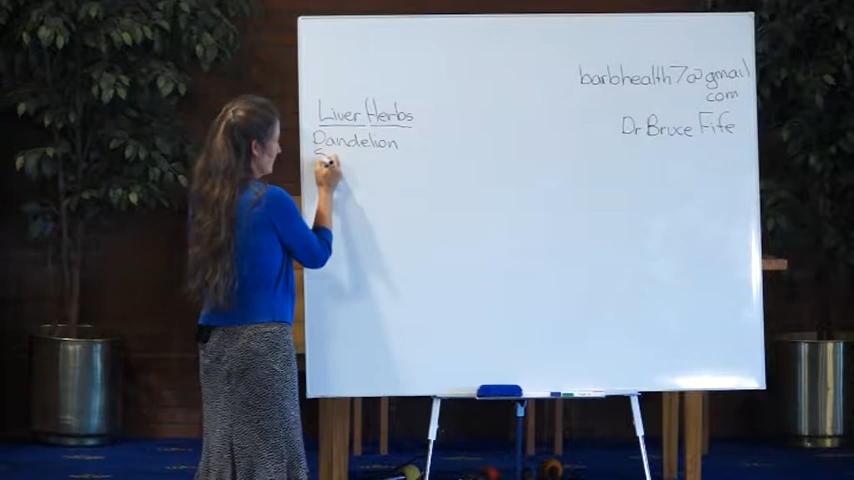 Liver Herbs
Dandelion
S
barbhealth7@gmail
com
Dr Bruce Fife